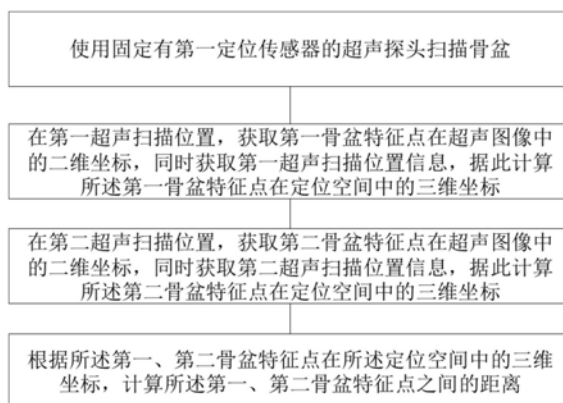 使用固定有第一定位传感器的超声探头扫描骨盆
在第一超声扫描位置，获取第一骨盆特征点在超声图像中
的二维坐标，同时获取第一超声扫描位置信息，据此计算
所述第一骨盆特征点在定位空间中的三维坐标
在第二超声扫描位置，获取第二骨盆特征点在超声图像中
的二维坐标，同时获取第二超声扫描位置信息，据此计算
所述第二骨盆特征点在定位空间中的三维坐标
根据所述第一、第二骨盆特征点在所述定位空间中的三维
坐标，计算所述第一、第二骨盆特征点之间的距离